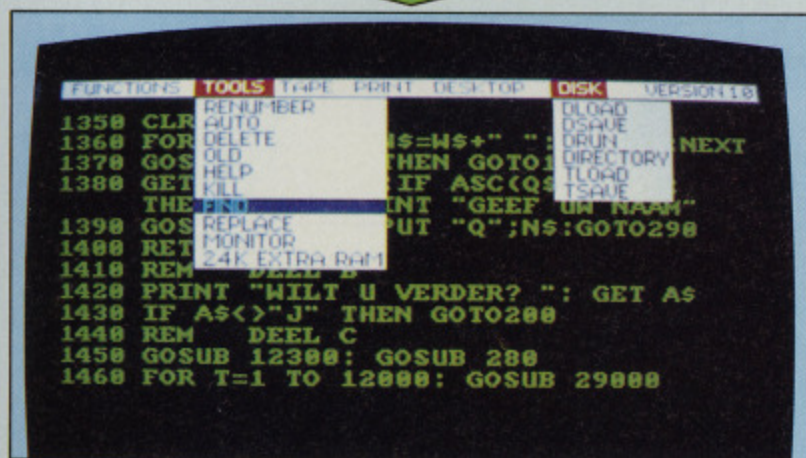 FUNCTIONS TOOLS TAPE PRINT DESKTOP DISK VERSION 1.0
RENUMBER
AUTO
DELETE
OLD
HELP
KILL
FIND
REPLACE
MONITOR
24K EXTRA RAM
DLOAD
DSAVE
DRUN
DIRECTORY
TLOAD
TSAVE
1350 CLR
1360 FOR $=W$+" ": :NEXT
1370 GOS THEN GOTO1
1380 GET :IF ASC(Q$
THE INT "GEEF UW NAAM"
1390 GOS PUT "Q";N$:GOTO290
1400 RET
1410 REM DEEL B
1420 PRINT "WILT U VERDER? ": GET A$
1430 IF A$<>"J" THEN GOTO200
1440 REM DEEL C
1450 GOSUB 12300: GOSUB 280
1460 FOR T=1 TO 12000: GOSUB 29000